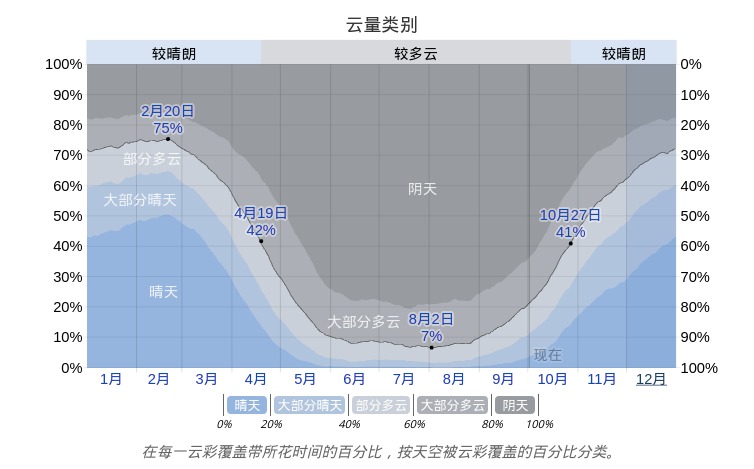 云量类别
较晴朗 较多云 较晴朗
100% 0%
90% 10%
2月20日
75%
80% 20%
70% 部分多云 30%
60% 阴天 40%
大部分晴天
4月19日 10月27日
50% 50%
42% 41%
40% 60%
30% 晴天 70%
20% 大部分多云 8月2日 80%
7%
10% 90%
现在
0% 100%
1月 2月 3月 4月 5月 6月 7月 8月 9月 10月 11月 12月
晴天 大部分晴天 部分多云 大部分多云 阴天
0% 20% 40% 60% 80% 100%
在每一云彩覆盖带所花时间的百分比，按天空被云彩覆盖的百分比分类。